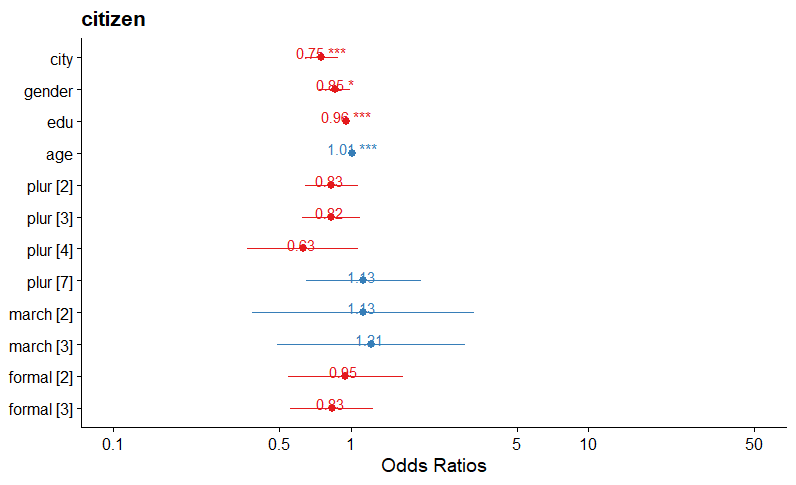 citizen
city
0.75 ***
gender
0.85 *
edu
0.96 ***
age
1.01 ***
plur [2]
0.83
plur [3]
0.82
plur [4]
0.63
plur [7]
1.13
march [2]
1.13
march [3]
1.21
formal [2]
0.95
formal [3]
0.83
0.1
0.5
1
5
10
50
Odds Ratios